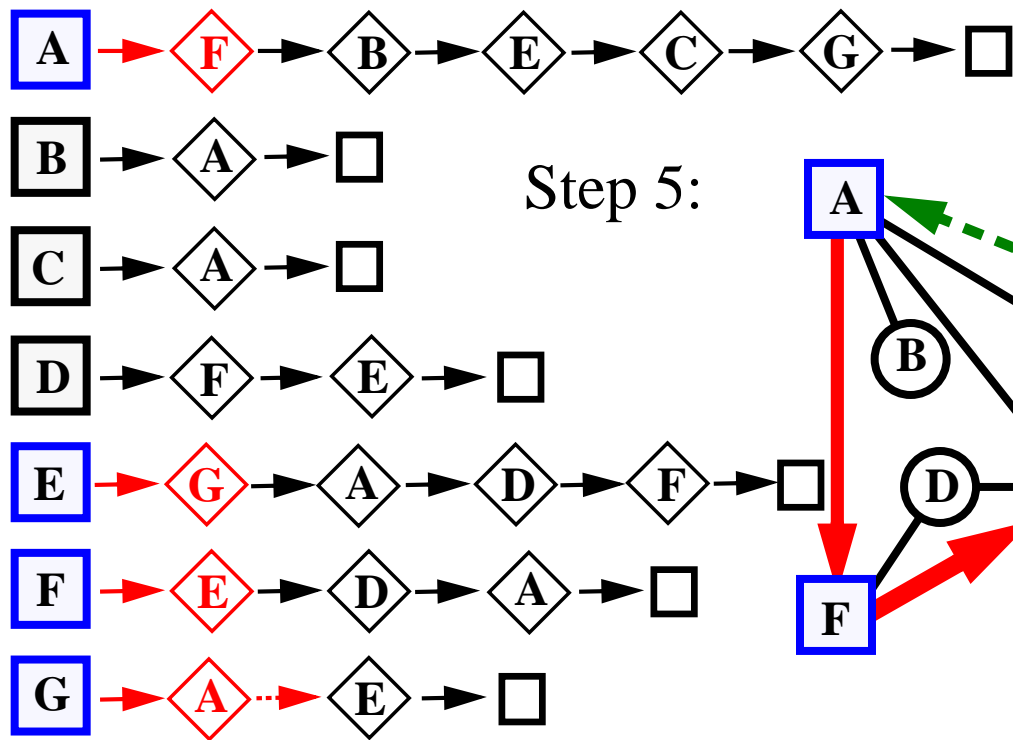 A F B E C G
B A
Step 5:
A
C A
D F E
B
E G A D F
D
F E D A
F
G A E